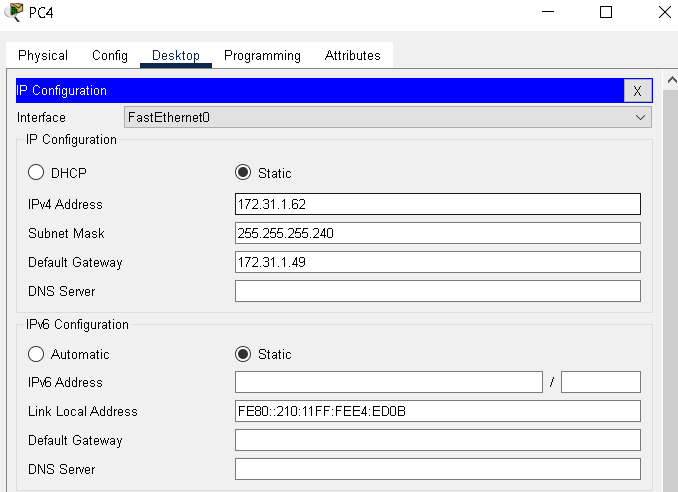 PC4
Physical Config Desktop Programming Attributes
IP Configuration X
Interface FastEthernet0
IP Configuration
DHCP Static
IPv4 Address 172.31.1.62
Subnet Mask 255.255.255.240
Default Gateway 172.31.1.49
DNS Server
IPv6 Configuration
Automatic Static
IPv6 Address /
Link Local Address FE80::210:11FF:FEE4:ED0B
Default Gateway
DNS Server